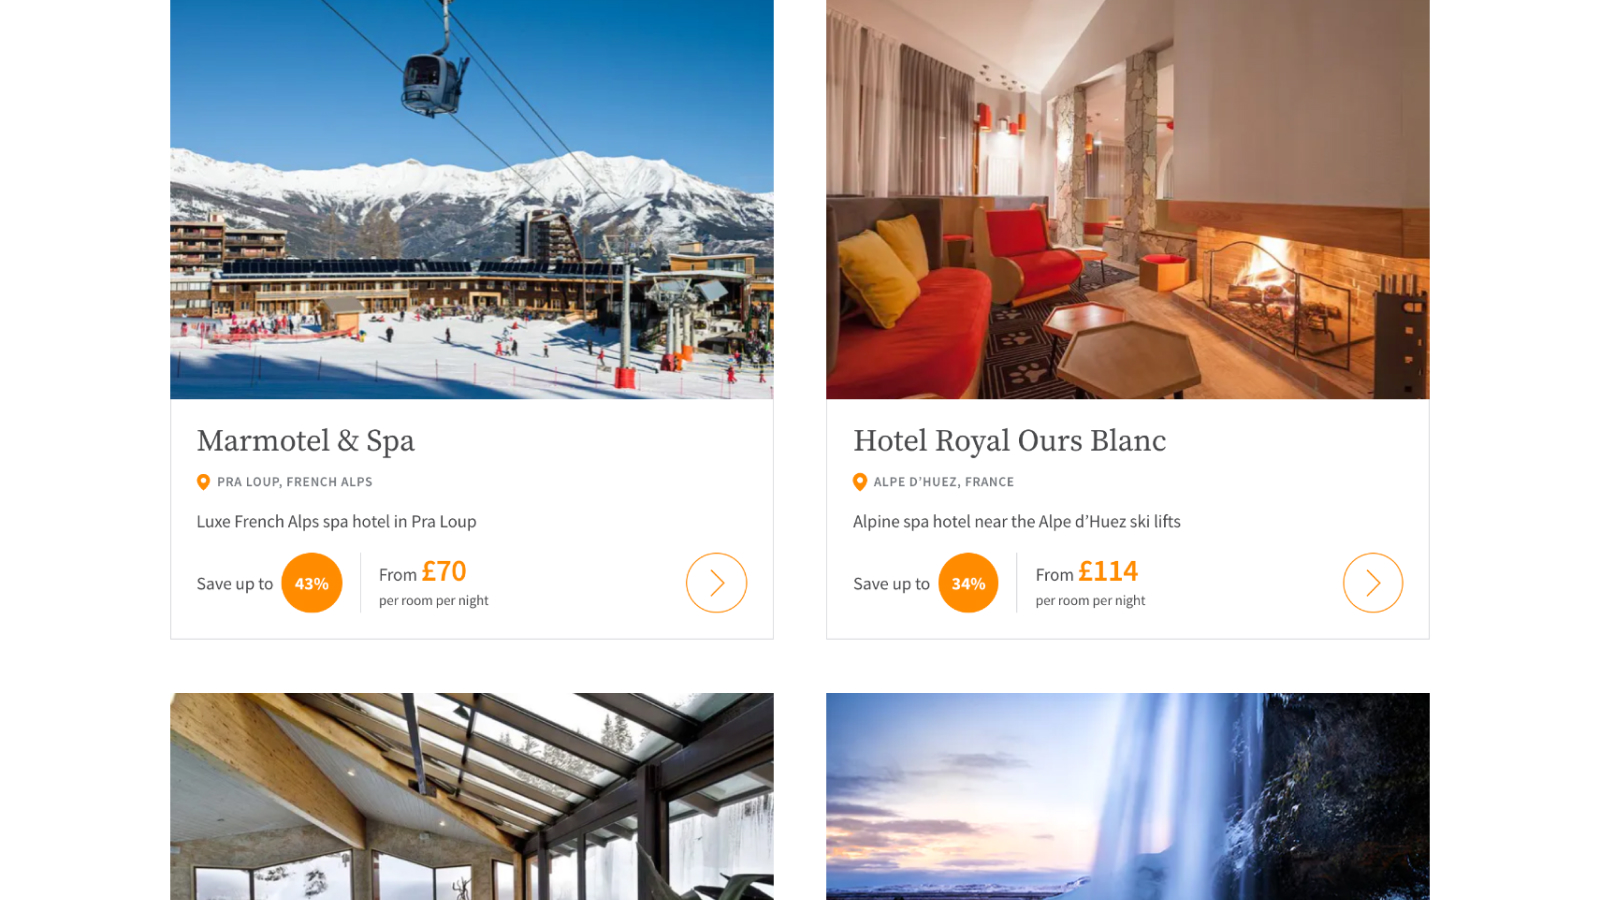 Marmotel & Spa
PRA LOUP, FRENCH ALPS
Luxe French Alps spa hotel in Pra Loup
Save up to 43% From £70
per room per night
Hotel Royal Ours Blanc
ALPE D’HUEZ, FRANCE
Alpine spa hotel near the Alpe d’Huez ski lifts
Save up to 34% From £114
per room per night